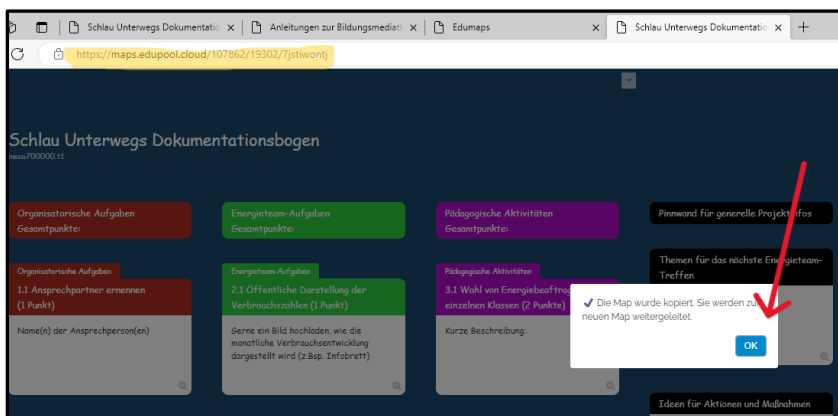 Schlau Unterwegs Dokumentatio
Anleitungen zur Bildungsmediath
Edumaps
Schlau Unterwegs Dokumentatio
https://maps.edupool.cloud/107862/19302/7jstiwontj
Schlau Unterwegs Dokumentationsbogen
mesu700000:t1
Organisatorische Aufgaben
Gesamtpunkte:
Energieteam-Aufgaben
Gesamtpunkte:
Pädagogische Aktivitäten
Gesamtpunkte:
Pinnwand für generelle Projektinfos
Organisatorische Aufgaben
1.1 Ansprechpartner ernennen
(1 Punkt)
Name(n) der Ansprechperson(en)
Energieteam-Aufgaben
2.1 Öffentliche Darstellung der
Verbrauchszahlen (1 Punkt)
Gerne ein Bild hochladen, wie die
monatliche Verbrauchsentwicklung
dargestellt wird (z.Bsp. Infobrett)
Pädagogische Aktivitäten
3.1 Wahl von Energiebeauftrag
einzelnen Klassen (2 Punkte)
Kurze Beschreibung:
Themen für das nächste Energieteam-
Treffen
Die Map wurde kopiert. Sie werden zur
neuen Map weitergeleitet.
OK
Ideen für Aktionen und Maßnahmen